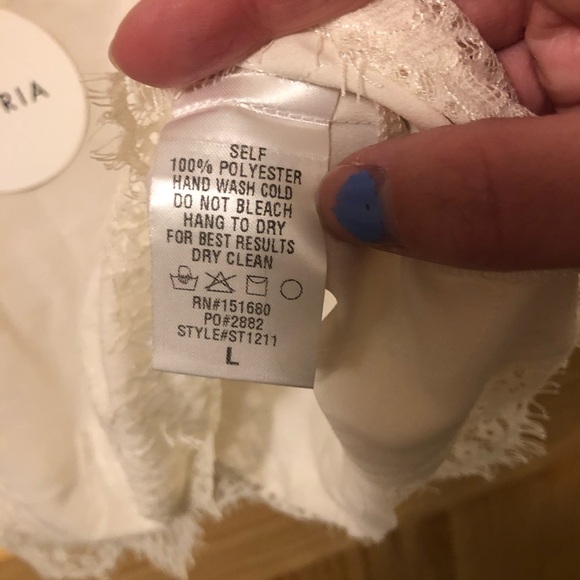 RIA
SELF
100% POLYESTER
HAND WASH COLD
DO NOT BLEACH
HANG TO DRY
FOR BEST RESULTS
DRY CLEAN
RN#151680
PO#2882
STYLE#ST1211
L